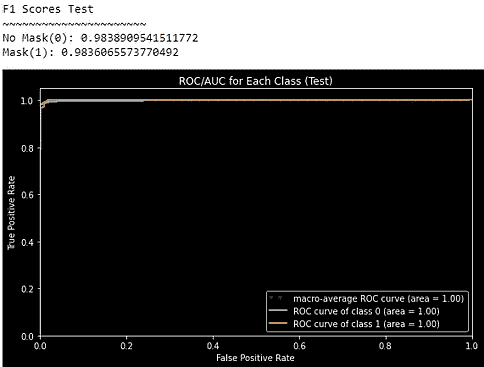 F1 Scores Test
~~~~~~~~~~~~~~~~~~~~~~
No Mask(0): 0.9838909541511772
Mask(1): 0.9836065573770492
ROC/AUC for Each Class (Test)
True Positive Rate
1.0
0.8
0.6
0.4
0.2
0.0
macro-average ROC curve (area = 1.00)
ROC curve of class 0 (area = 1.00)
ROC curve of class 1 (area = 1.00)
0.0 0.2 0.4 0.6 0.8 1.0
False Positive Rate